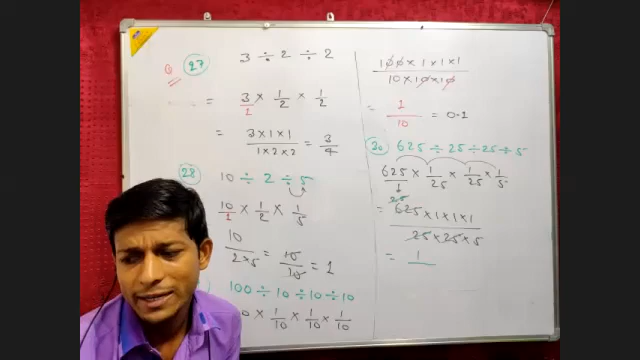 27
3 ÷ 2 ÷ 2
= 3/1 × 1/2 × 1/2
= 3×1×1 / 1×2×2 = 3/4
28
10 ÷ 2 ÷ 5
10/1 × 1/2 × 1/5
10 / 2×5 = 10/10 = 1
100 ÷ 10 ÷ 10 ÷ 10
0 × 1/10 × 1/10 × 1/10
100 × 1 × 1 × 1 / 10 × 10 × 10
= 1/10 = 0.1
30 625 ÷ 25 ÷ 25 ÷ 5
625/1 × 1/25 × 1/25 × 1/5
25
= 625 × 1 × 1 × 1 / 25 × 25 × 5
= 1